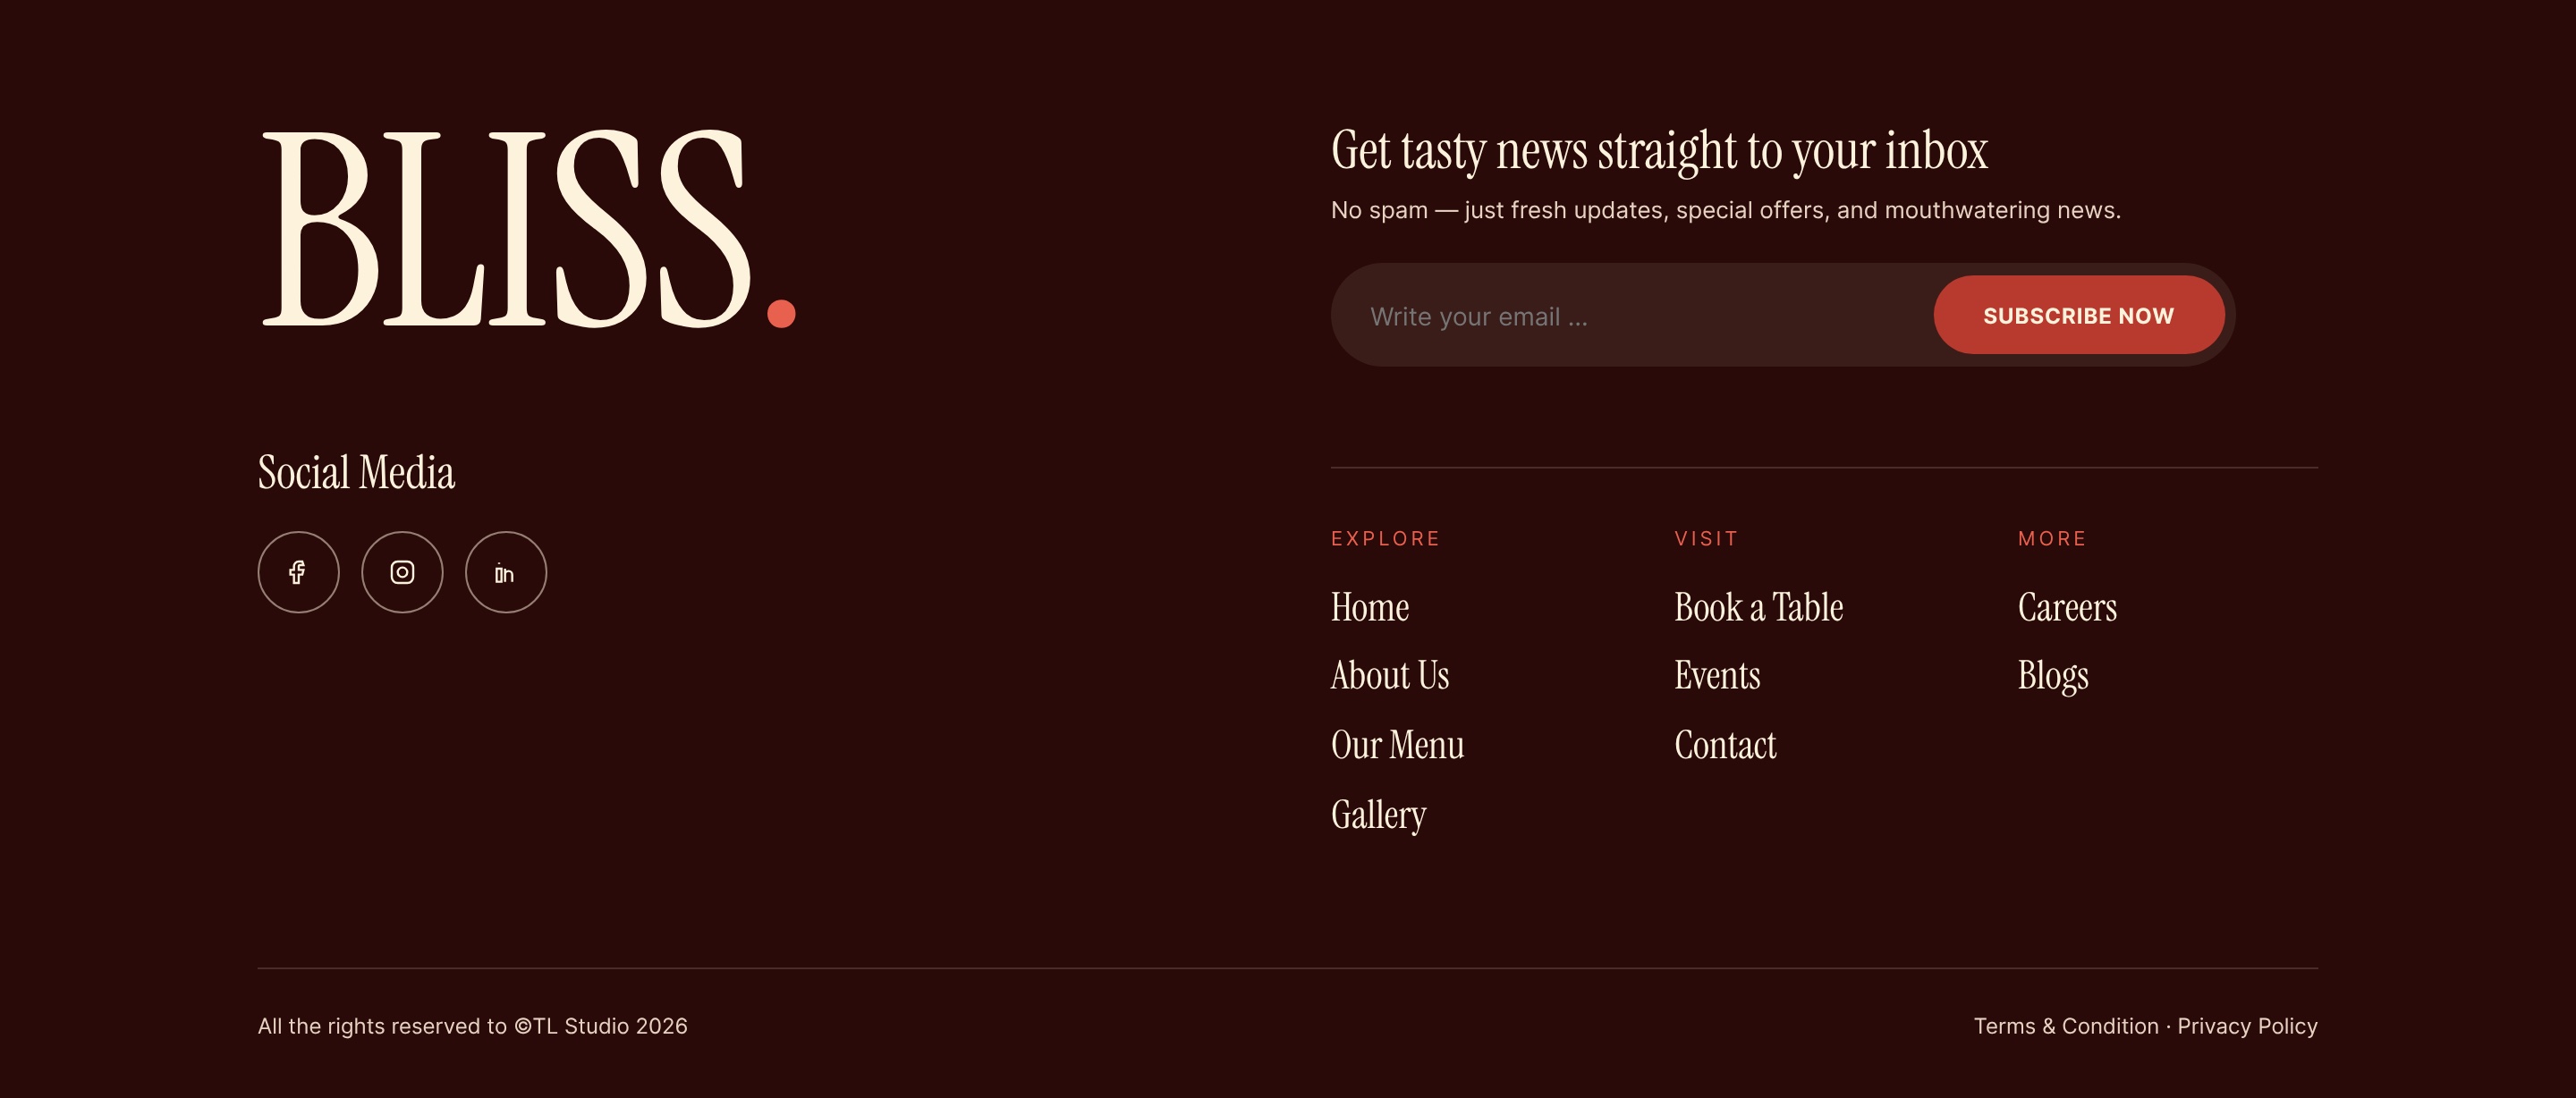 BLISS.
Get tasty news straight to your inbox
No spam — just fresh updates, special offers, and mouthwatering news.
Write your email ...
SUBSCRIBE NOW
Social Media
in
EXPLORE
Home
About Us
Our Menu
Gallery
VISIT
Book a Table
Events
Contact
MORE
Careers
Blogs
All the rights reserved to ©TL Studio 2026
Terms & Condition · Privacy Policy